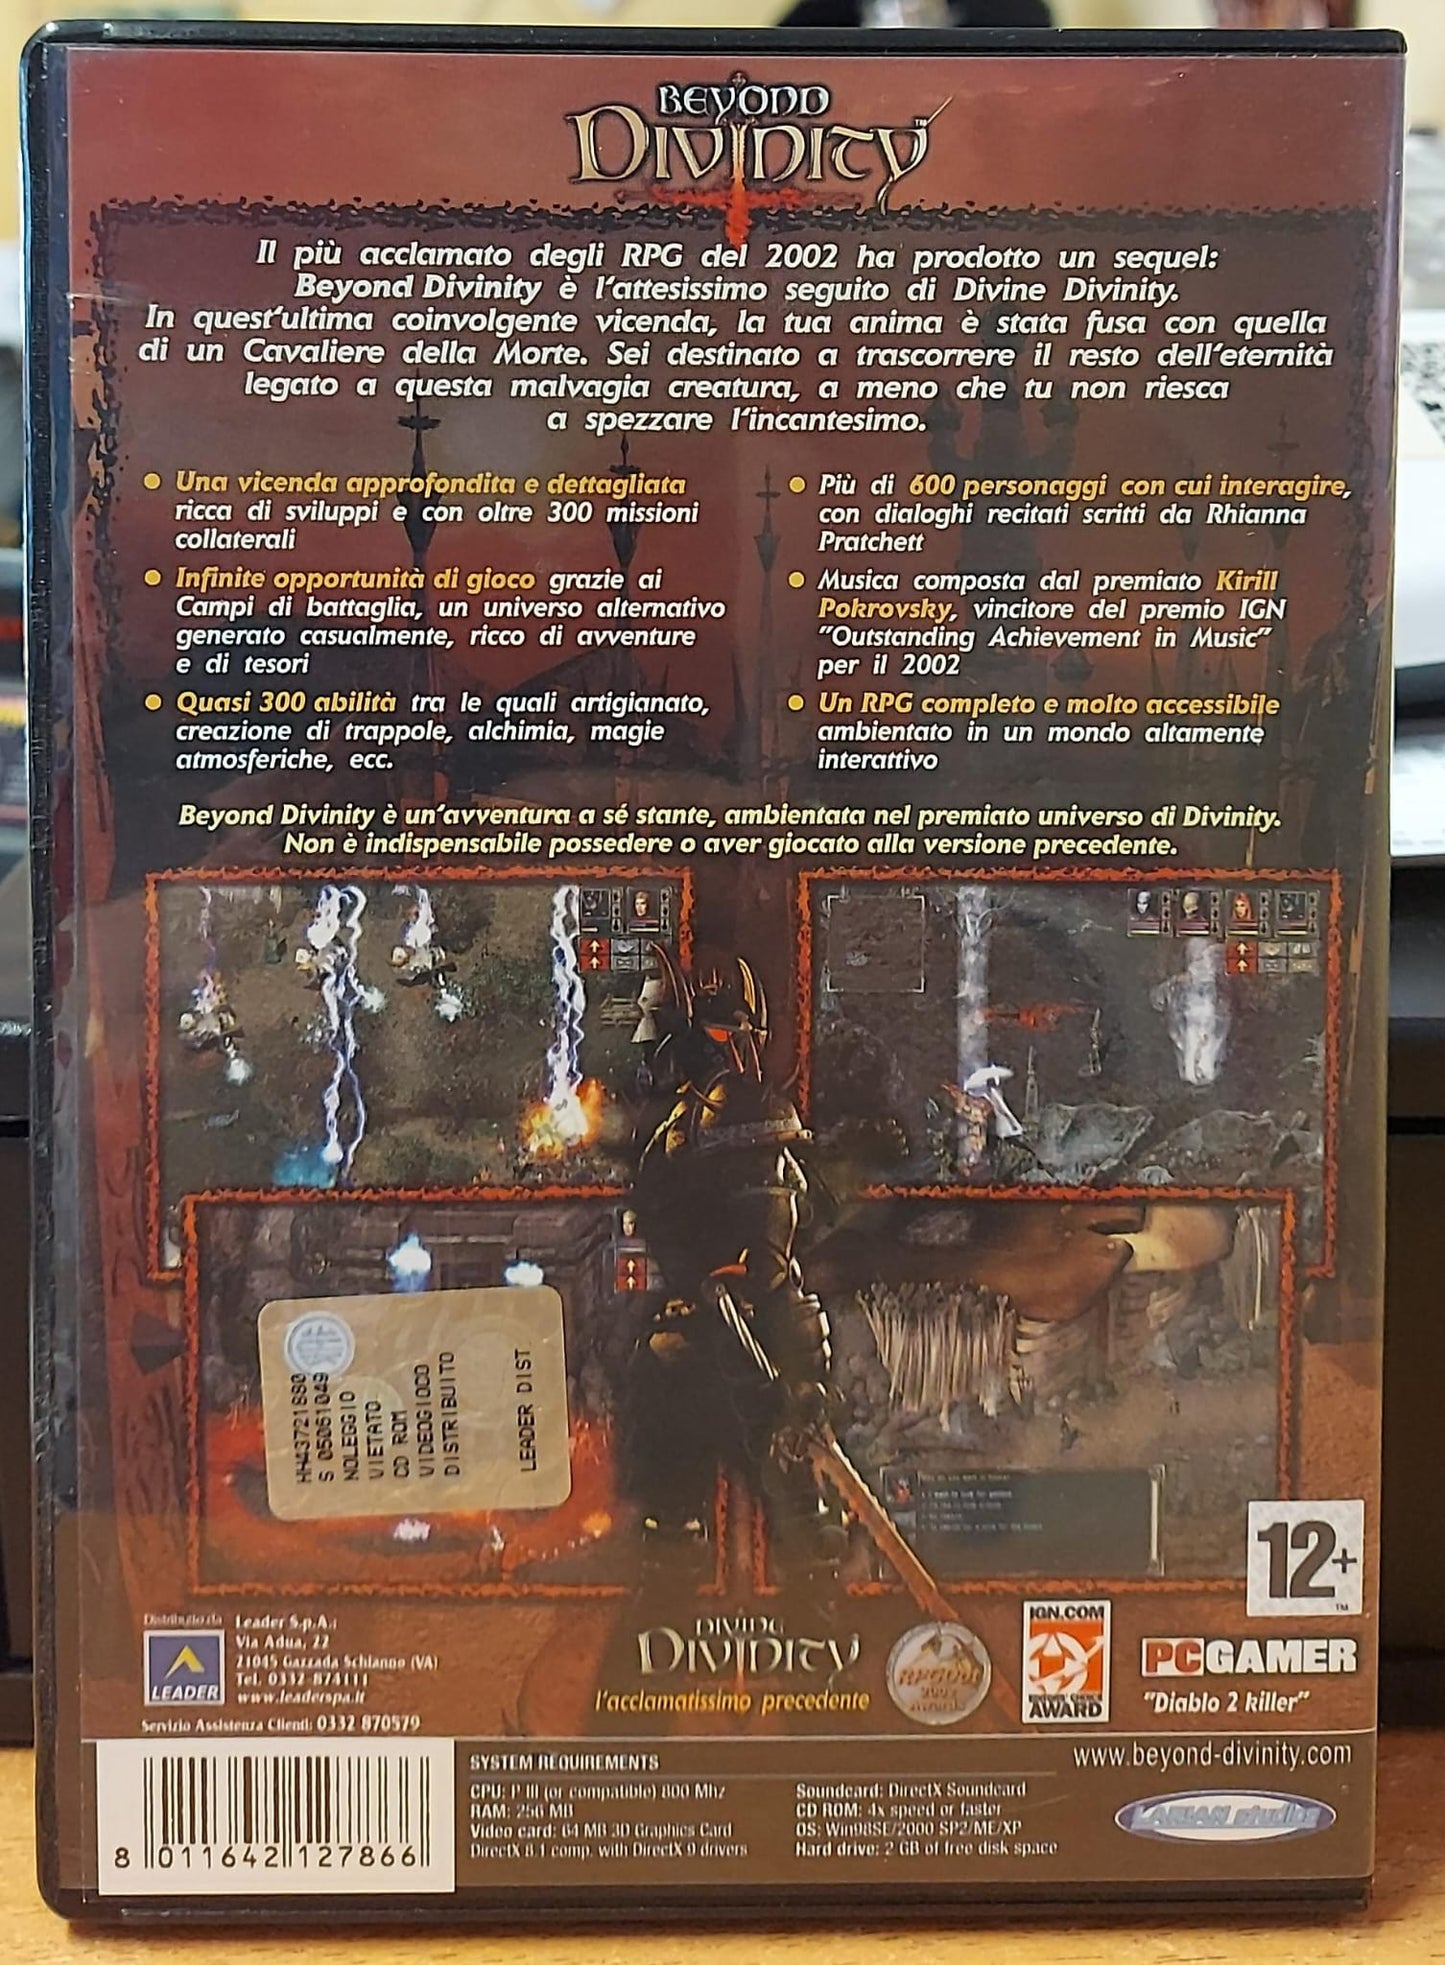 BEYOND
DIVINITY™
Il più acclamato degli RPG del 2002 ha prodotto un sequel:
Beyond Divinity è l'attesissimo seguito di Divine Divinity.
In quest'ultima coinvolgente vicenda, la tua anima è stata fusa con quella
di un Cavaliere della Morte. Sei destinato a trascorrere il resto dell'eternità
legato a questa malvagia creatura, a meno che tu non riesca
a spezzare l'incantesimo.
Una vicenda approfondita e dettagliata
ricca di sviluppi e con oltre 300 missioni
collaterali
Infinite opportunità di gioco grazie ai
Campi di battaglia, un universo alternativo
generato casualmente, ricco di avventure
e di tesori
Quasi 300 abilità tra le quali artigianato,
creazione di trappole, alchimia, magie
atmosferiche, ecc.
Più di 600 personaggi con cui interagire,
con dialoghi recitati scritti da Rhianna
Pratchett
Musica composta dal premiato Kirill
Pokrovsky, vincitore del premio IGN
"Outstanding Achievement in Music"
per il 2002
Un RPG completo e molto accessibile
ambientato in un mondo altamente
interattivo
Beyond Divinity è un'avventura a sé stante, ambientata nel premiato universo di Divinity.
Non è indispensabile possedere o aver giocato alla versione precedente.
HH43721880
S 05061049
NOLEGGIO
VIETATO
CD ROM
VIDEOGIOCO
DISTRIBUITO
LEADER DIST
12+
Distribuito da
LEADER
Leader S.p.A.:
Via Adua, 22
21045 Gazzada Schianno (VA)
Tel. 0332 874111
www.leaderspa.it
Servizio Assistenza Clienti: 0332 870579
DIVINE
DIVINITY
l'acclamatissimo precedente
RPGDot
2002
IGN.COM
EDITORS' CHOICE
AWARD
PCGAMER
"Diablo 2 killer"
8 011642 127866
SYSTEM REQUIREMENTS
CPU: P III (or compatible) 800 Mhz
RAM: 256 MB
Video card: 64 MB 3D Graphics Card
DirectX 8.1 comp. with DirectX 9 drivers
Soundcard: DirectX Soundcard
CD ROM: 4x speed or faster
OS: Win98SE/2000 SP2/ME/XP
Hard drive: 2 GB of free disk space
www.beyond-divinity.com
LARIAN studios